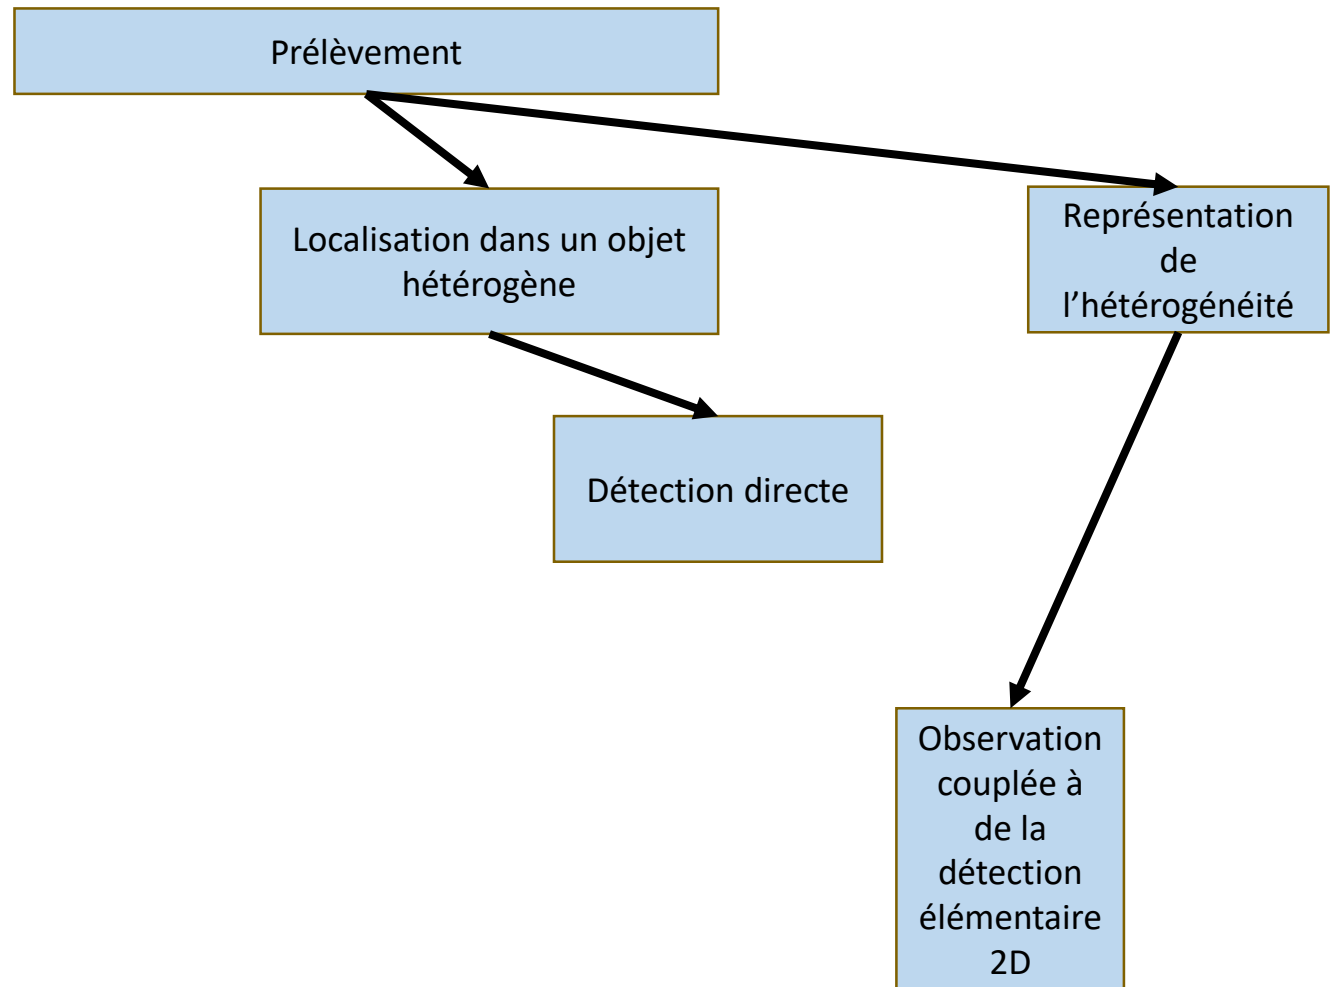 Prélèvement
Localisation dans un objet
hétérogène
Représentation
de
l’hétérogénéité
Détection directe
Observation
couplée à
de la
détection
élémentaire
2D